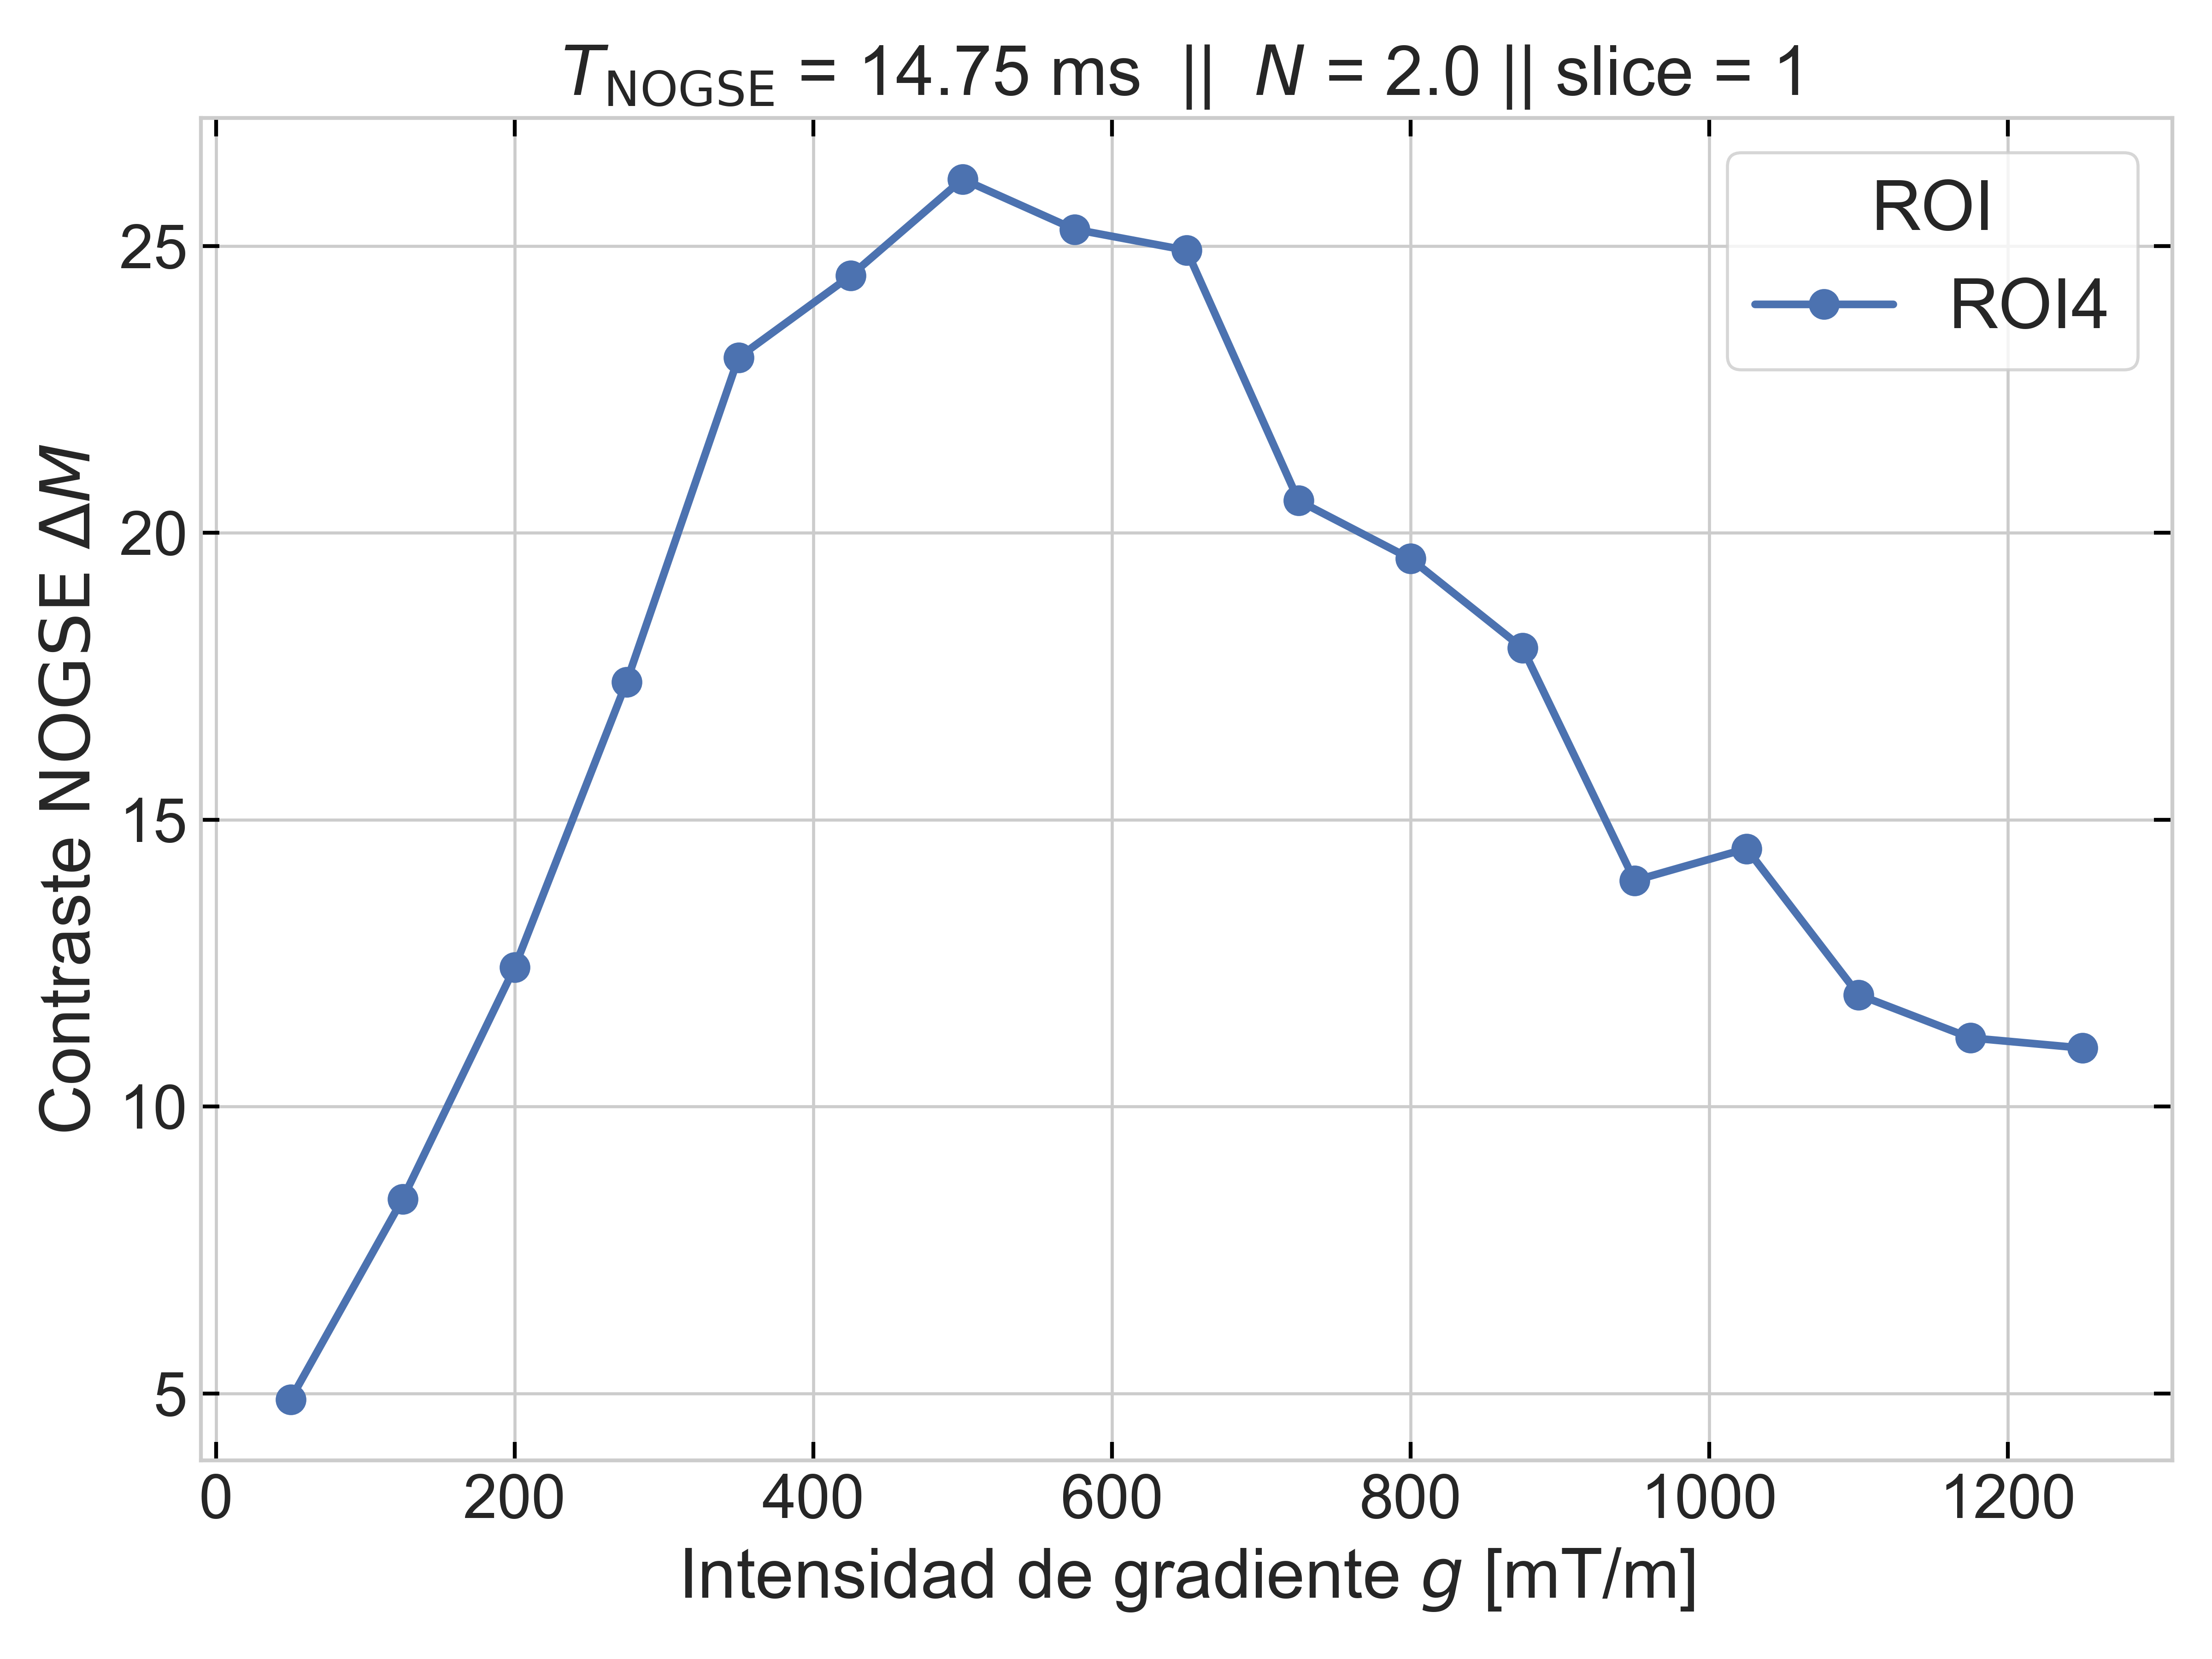 T_NOGSE = 14.75 ms || N = 2.0 || slice = 1
Contraste NOGSE ΔM
25
20
15
10
5
ROI
ROI4
0 200 400 600 800 1000 1200
Intensidad de gradiente g [mT/m]